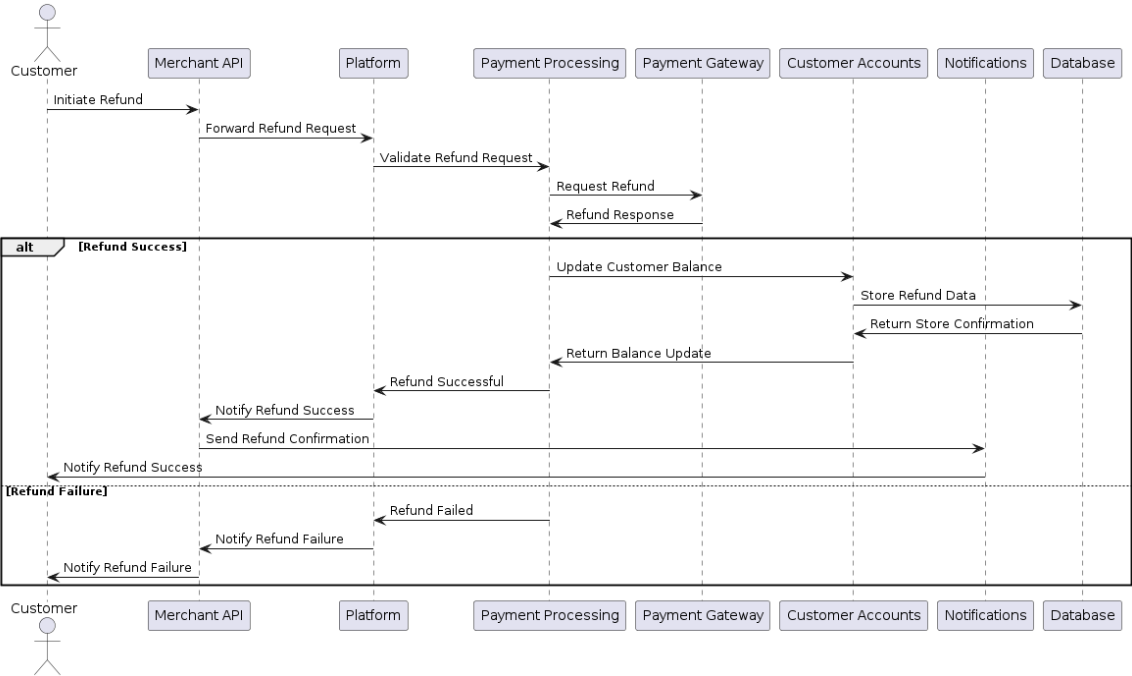 Customer
Merchant API
Platform
Payment Processing
Payment Gateway
Customer Accounts
Notifications
Database
Initiate Refund
Forward Refund Request
Validate Refund Request
Request Refund
Refund Response
alt [Refund Success]
Update Customer Balance
Store Refund Data
Return Store Confirmation
Return Balance Update
Refund Successful
Notify Refund Success
Send Refund Confirmation
Notify Refund Success
[Refund Failure]
Refund Failed
Notify Refund Failure
Notify Refund Failure
Customer
Merchant API
Platform
Payment Processing
Payment Gateway
Customer Accounts
Notifications
Database